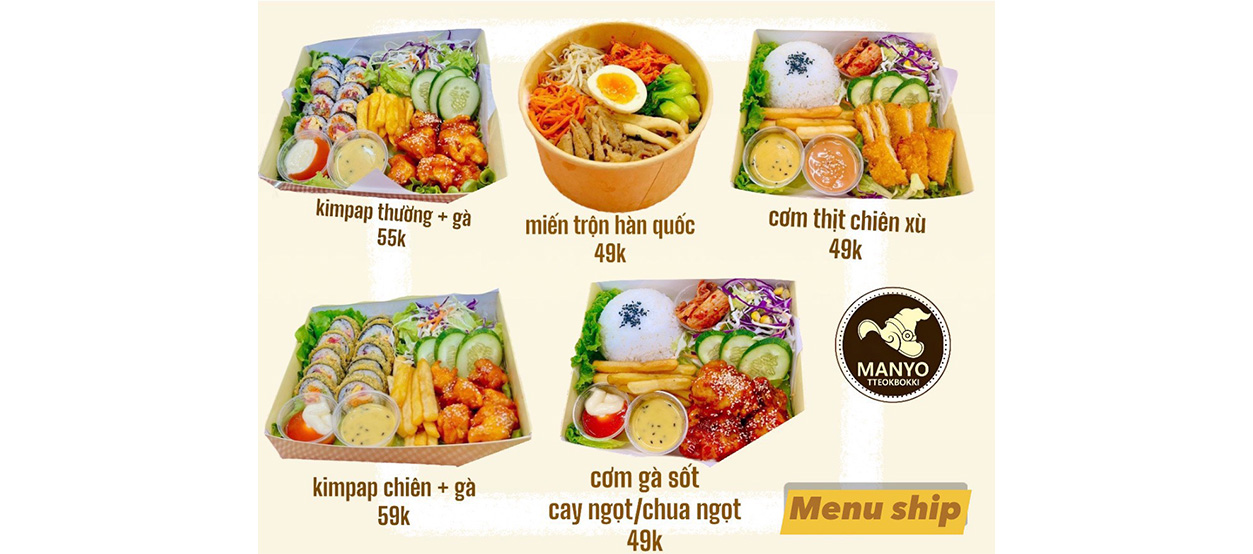 kimpap thường + gà
55k
miến trộn hàn quốc
49k
cơm thịt chiên xù
49k
kimpap chiên + gà
59k
cơm gà sốt
cay ngọt/chua ngọt
49k
MANYO
TTEOKBOKKI
Menu ship